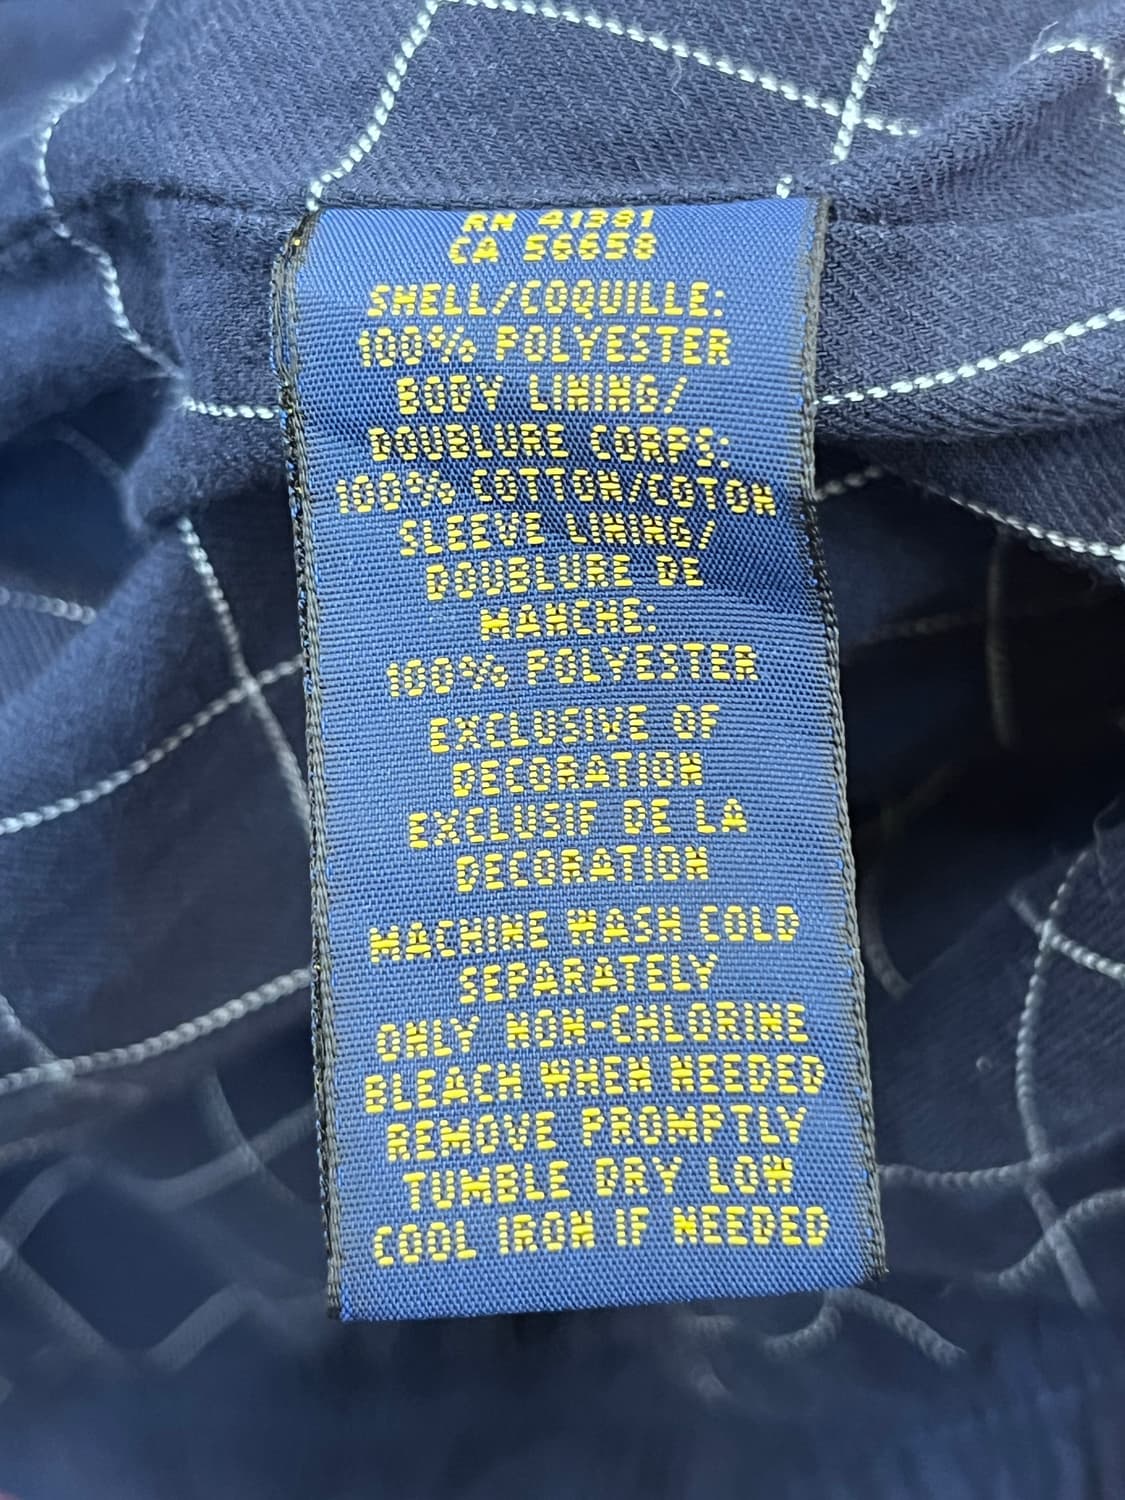 RN 41381
CA 56658
SHELL/COQUILLE:
100% POLYESTER
BODY LINING/
DOUBLURE CORPS:
100% COTTON/COTON
SLEEVE LINING/
DOUBLURE DE
MANCHE:
100% POLYESTER
EXCLUSIVE OF
DECORATION
EXCLUSIF DE LA
DECORATION
MACHINE WASH COLD
SEPARATELY
ONLY NON-CHLORINE
BLEACH WHEN NEEDED
REMOVE PROMPTLY
TUMBLE DRY LOW
COOL IRON IF NEEDED